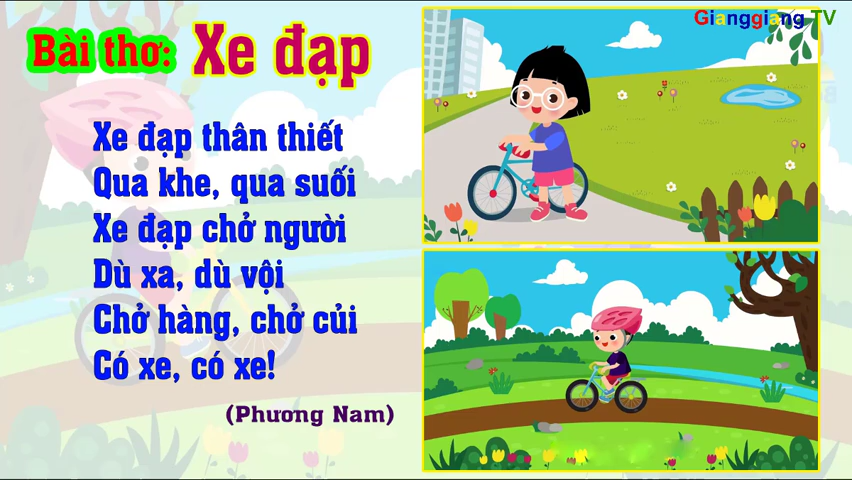 Gianggiang TV
Bài thơ: Xe đạp
Xe đạp thân thiết
Qua khe, qua suối
Xe đạp chở người
Dù xa, dù vội
Chở hàng, chở củi
Có xe, có xe!
(Phương Nam)